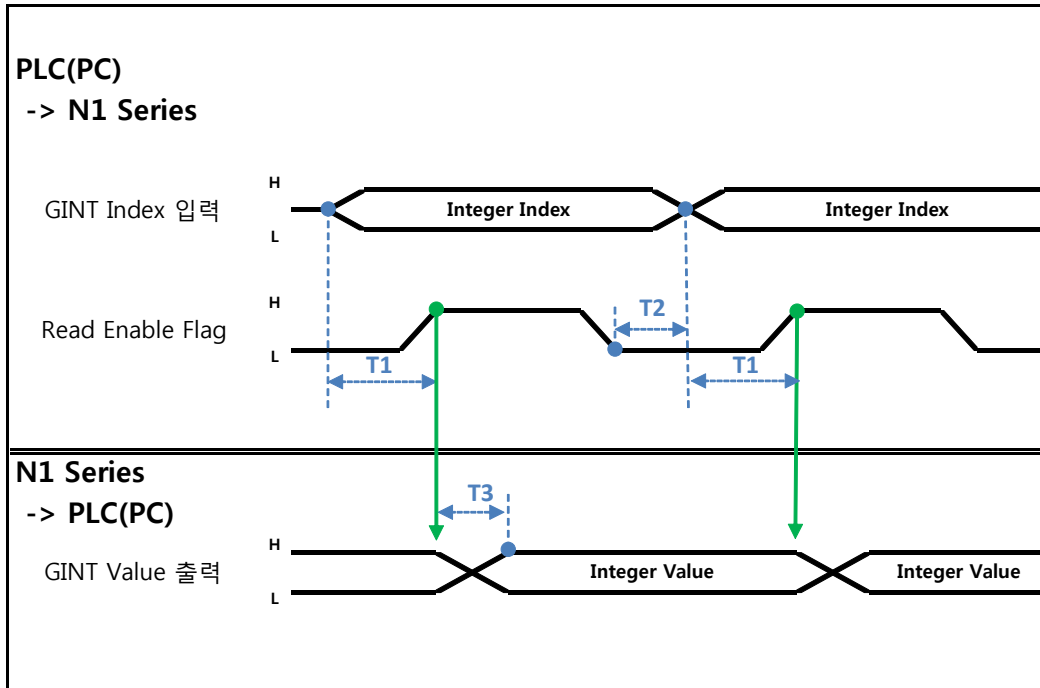 PLC(PC)
-> N1 Series
H
GINT Index 입력
Integer Index
Integer Index
L
H
T2
Read Enable Flag
L
T1
T1
N1 Series
T3
-> PLC(PC)
H
GINT Value 출력
Integer Value
Integer Value
L